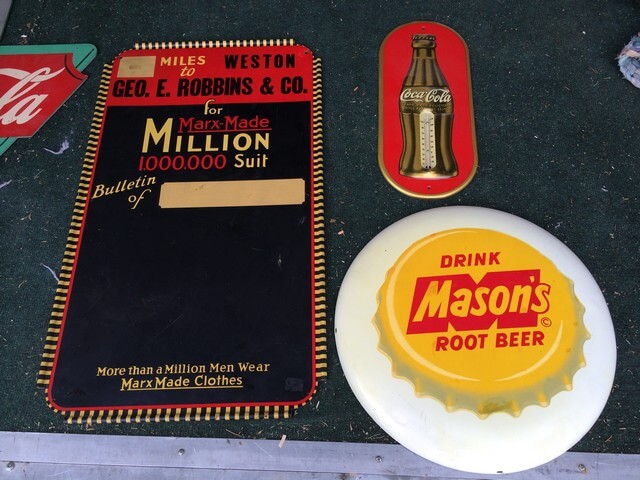 la
MILES WESTON
to
GEO. E. ROBBINS & CO.
for
Marx-Made
MILLION
1,000,000 Suit
Bulletin
of
More than a Million Men Wear
Marx Made Clothes
Coca-Cola
DRINK
Mason's
©
ROOT BEER